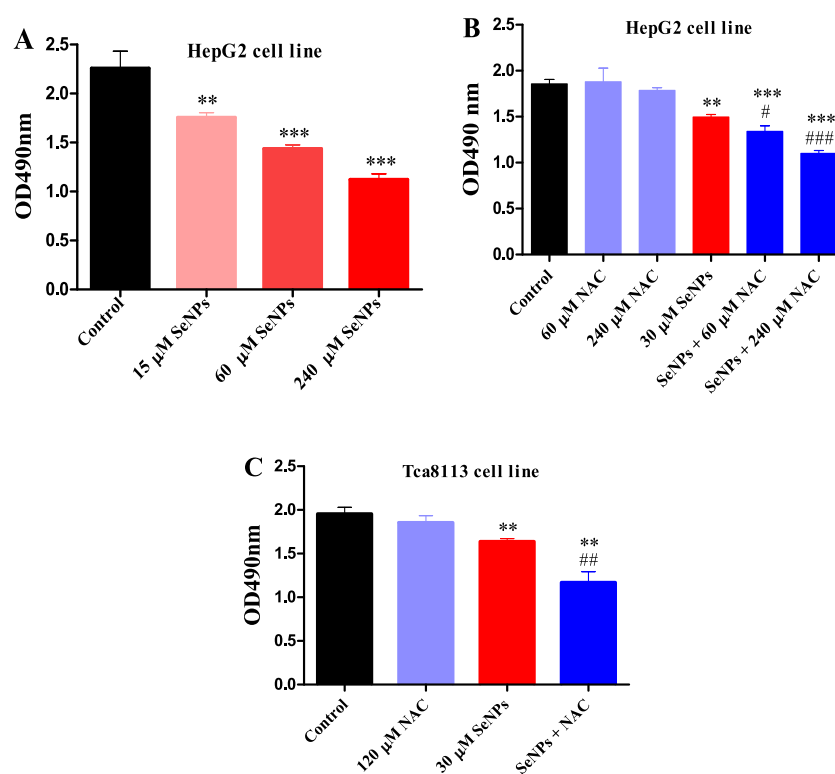 A
HepG2 cell line
OD490nm
2.5
2.0
1.5
1.0
0.5
0.0
**
***
***
Control
15 µM SeNPs
60 µM SeNPs
240 µM SeNPs
B
HepG2 cell line
OD490 nm
2.5
2.0
1.5
1.0
0.5
0.0
**
***
#
***
###
Control
60 µM NAC
240 µM NAC
30 µM SeNPs
SeNPs + 60 µM NAC
SeNPs + 240 µM NAC
C
Tca8113 cell line
OD490nm
2.5
2.0
1.5
1.0
0.5
0.0
**
**
##
Control
120 µM NAC
30 µM SeNPs
SeNPs + NAC